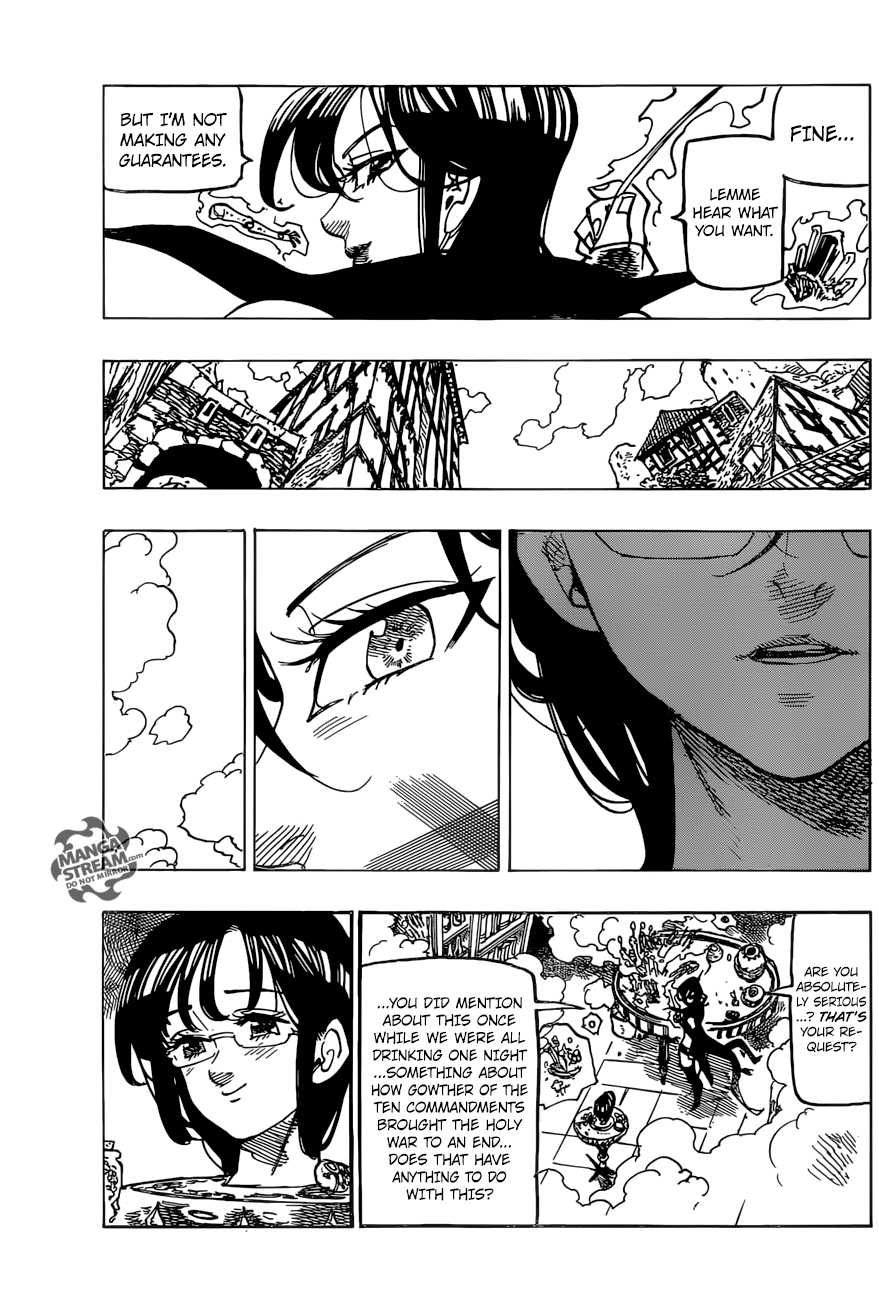 FINE...
LEMME
HEAR WHAT
YOU WANT.
BUT I'M NOT
MAKING ANY
GUARANTEES.
MANGA
STREAM.com
DO NOT MIRROR!
ARE YOU
ABSOLUTE-
LY SERIOUS
...? THAT'S
YOUR RE-
QUEST?
...YOU DID MENTION
ABOUT THIS ONCE
WHILE WE WERE ALL
DRINKING ONE NIGHT
...SOMETHING ABOUT
HOW GOWTHER OF THE
TEN COMMANDMENTS
BROUGHT THE HOLY
WAR TO AN END...
DOES THAT HAVE
ANYTHING TO DO
WITH THIS?